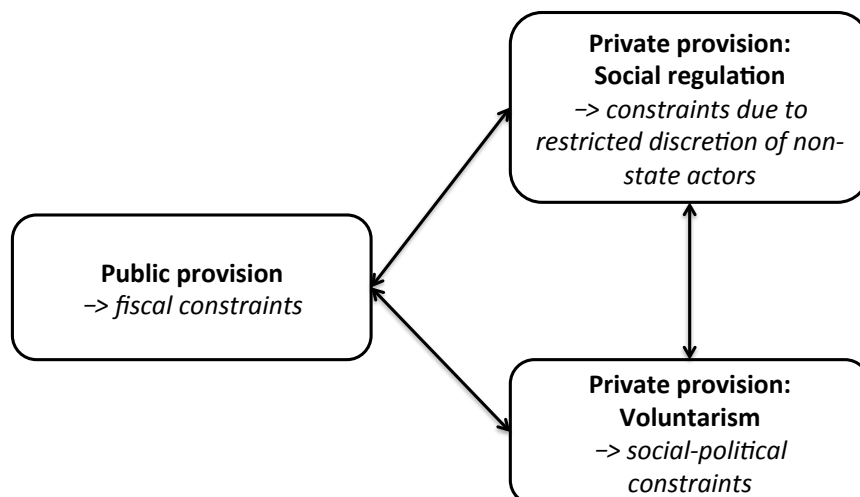 Private provision:
Social regulation
–> constraints due to
restricted discretion of non-
state actors
Public provision
–> fiscal constraints
Private provision:
Voluntarism
–> social-political
constraints